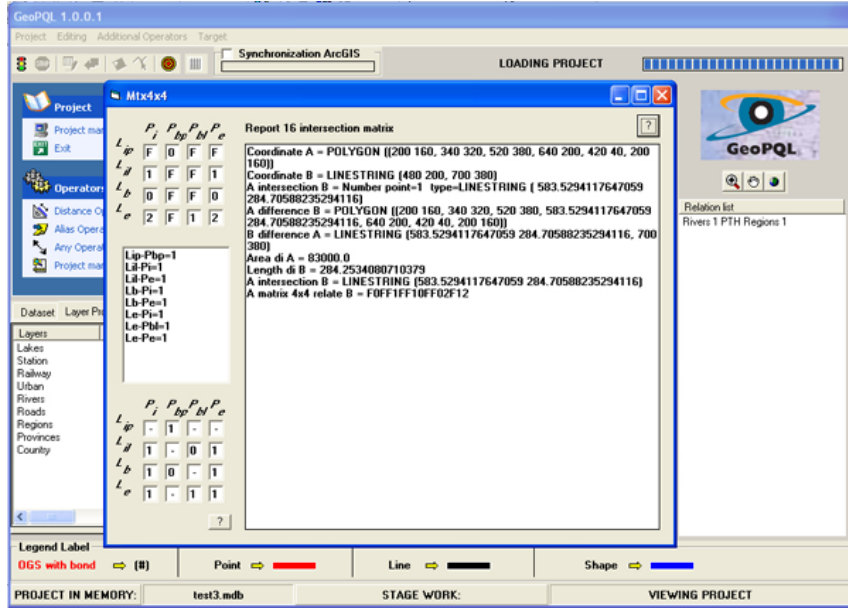 GeoPQL 1.0.0.1
Project Editing Additional Operators Target
Synchronization ArcGIS
LOADING PROJECT
Project
Project mar
Exit
Operators
Distance Op
Alias Opera
Any Operal
Project mar
Dataset Layer Pr
Layers
Lakes
Station
Railway
Urban
Rivers
Roads
Regions
Provinces
Country
Mtx4x4
P i P bp P bl P e
L ip F 0 F F
L il 1 F F 1
L b 0 F F 0
L e 2 F 1 2
Lip-Pbp=1
Lil-Pi=1
Lil-Pe=1
Lb-Pi=1
Lb-Pe=1
Le-Pi=1
Le-Pbl=1
Le-Pe=1
P i P bp P bl P e
L ip - 1 - -
L il 1 - 0 1
L b 1 0 - 1
L e 1 - 1 1
?
Report 16 intersection matrix
?
Coordinate A = POLYGON ((200 160, 340 320, 520 380, 640 200, 420 40, 200
160))
Coordinate B = LINESTRING (480 200, 700 380)
A intersection B = Number point=1 type=LINESTRING ( 583.5294117647059
284.70588235294116)
A difference B = POLYGON ((200 160, 340 320, 520 380, 583.5294117647059
284.70588235294116, 640 200, 420 40, 200 160))
B difference A = LINESTRING (583.5294117647059 284.70588235294116, 700
380)
Area di A = 83000.0
Length di B = 284.2534080710379
A intersection B = LINESTRING (583.5294117647059 284.70588235294116)
A matrix 4x4 relate B = F0FF1FF10FF02F12
GeoPQL
Relation list
Rivers 1 PTH Regions 1
Legend Label
OGS with bond (#) Point Line Shape
PROJECT IN MEMORY: test3.mdb STAGE WORK: VIEWING PROJECT